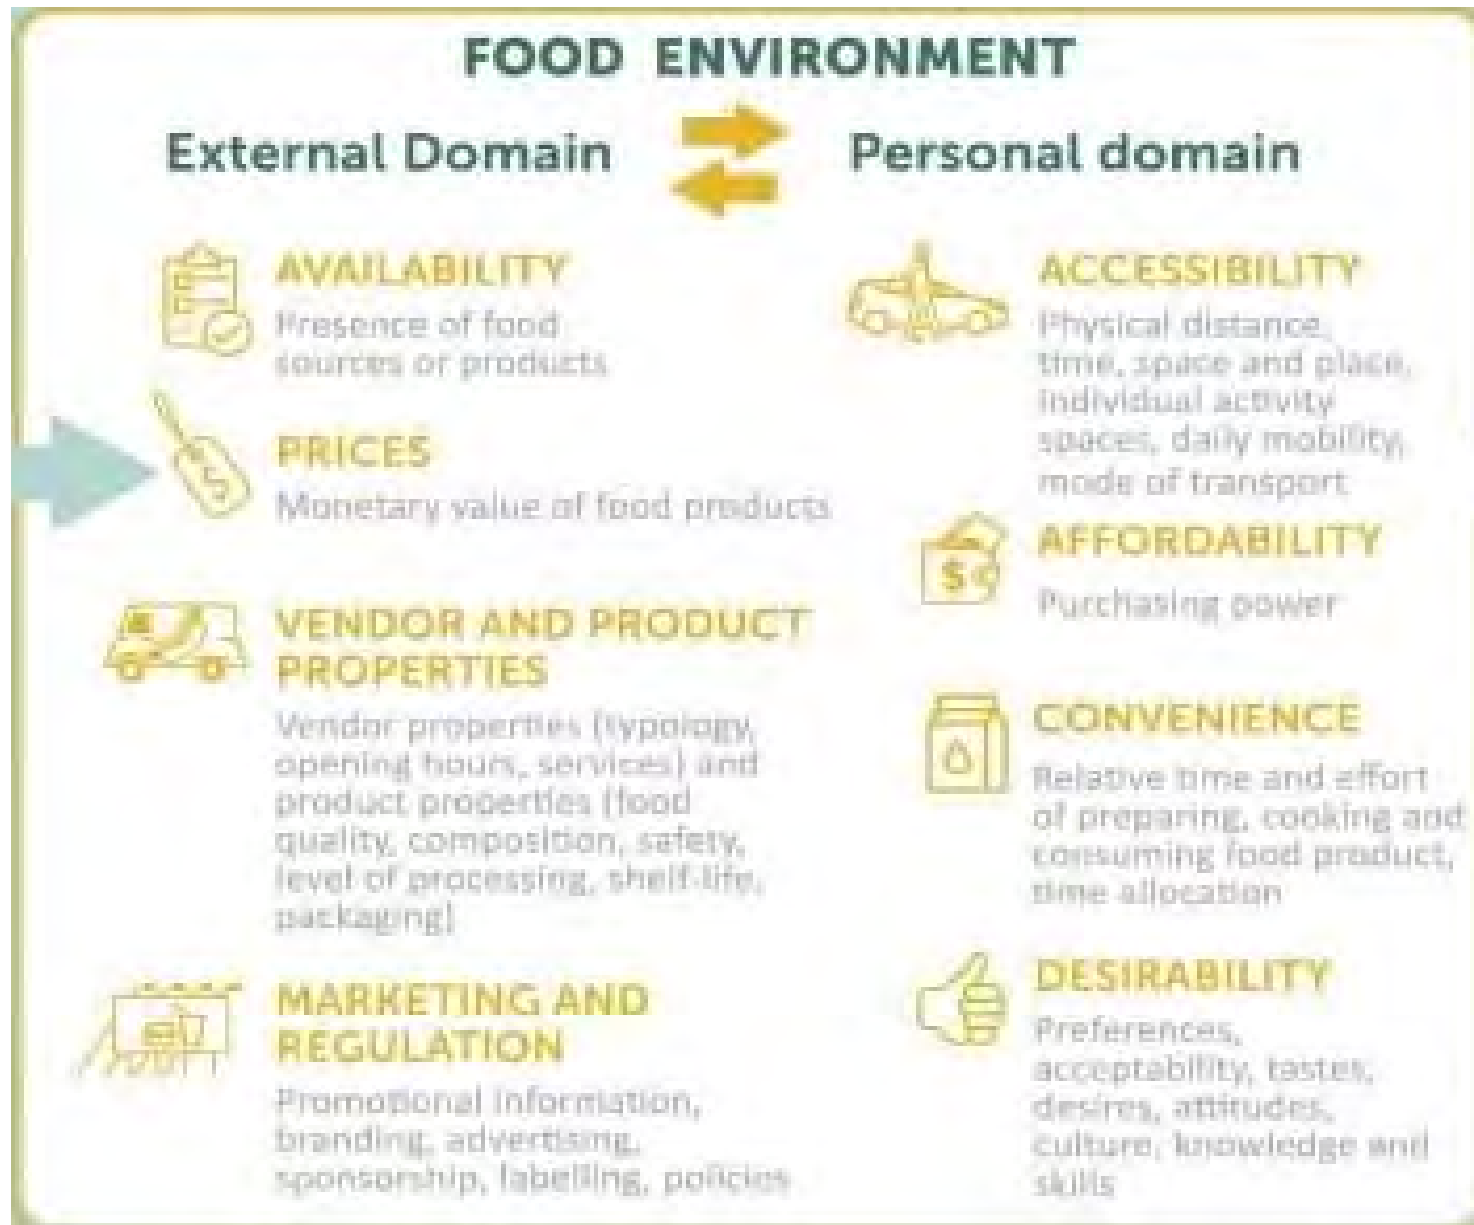 FOOD ENVIRONMENT
External Domain
Personal domain
AVAILABILITY
Presence of food
sources or products
PRICES
Monetary value of food products
VENDOR AND PRODUCT
PROPERTIES
Vendor properties (typology,
opening hours, services) and
product properties (food
quality, composition, safety,
level of processing, shelf-life,
packaging)
MARKETING AND
REGULATION
Promotional information,
branding, advertising,
sponsorship, labelling, policies
ACCESSIBILITY
Physical distance,
time, space and place,
individual activity
spaces, daily mobility,
mode of transport
AFFORDABILITY
Purchasing power
CONVENIENCE
Relative time and effort
of preparing, cooking and
consuming food product,
time allocation
DESIRABILITY
Preferences,
acceptability, tastes,
desires, attitudes,
culture, knowledge and
skills